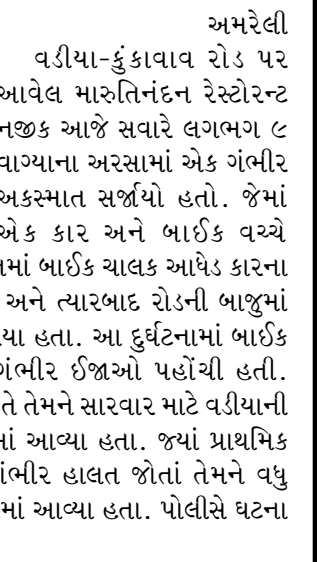 અમરેલી
વડીયા-કુંકાવાવ રોડ પર
આવેલ મારુતિનંદન રેસ્ટોરન્ટ
નજીક આજે સવારે લગભગ ૯
વાગ્યાના અરસામાં એક ગંભીર
અકસ્માત સર્જાયો હતો. જેમાં
એક કાર અને બાઈક વચ્ચે
બાઈક ચાલક આધેડ કારના
અને ત્યારબાદ રોડની બાજુમાં
હતા. આ દુર્ઘટનામાં બાઈક
ગંભીર ઈજાઓ પહોંચી હતી.
તેમને સારવાર માટે વડીયાની
આવ્યા હતા. જ્યાં પ્રાથમિક
ગંભીર હાલત જોતાં તેમને વધુ
આવ્યા હતા. પોલીસે ઘટના